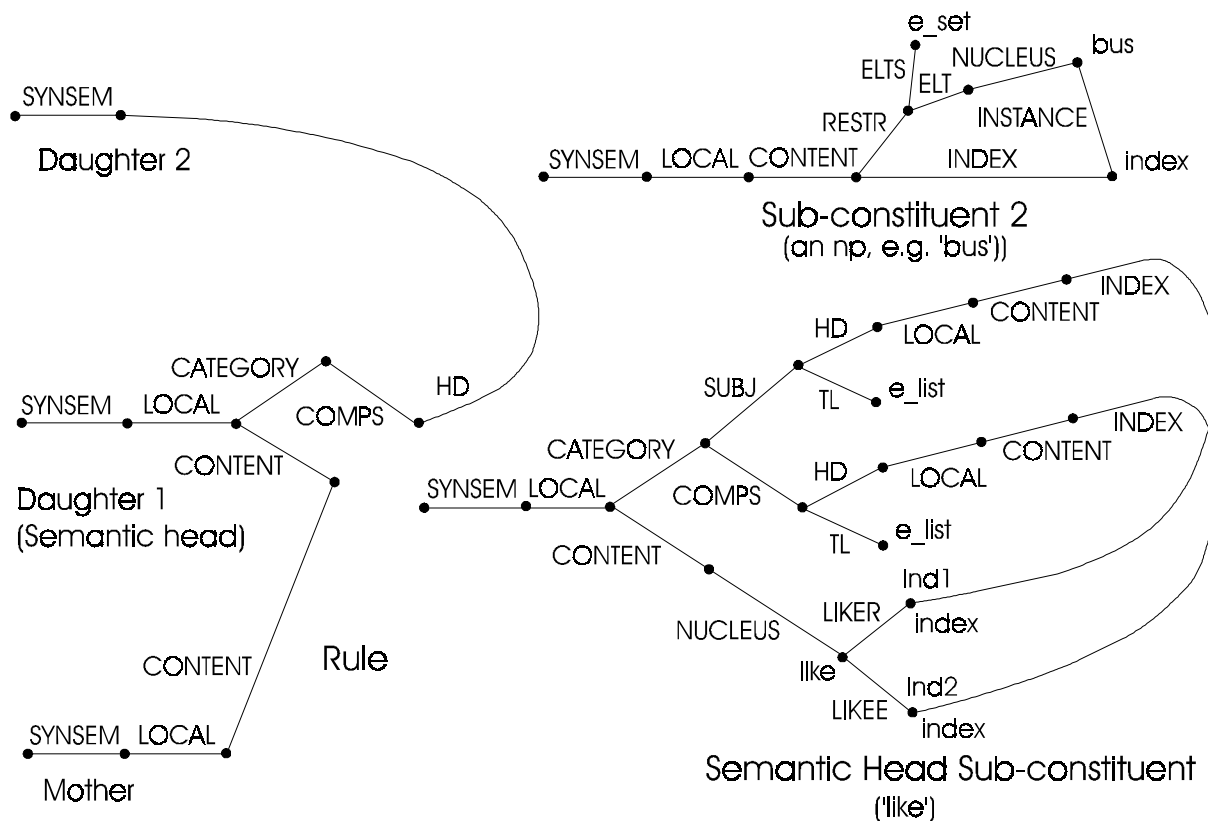 e_set
bus
NUCLEUS
ELTS
ELT
SYNSEM
RESTR
INSTANCE
Daughter 2
SYNSEM
LOCAL
CONTENT
INDEX
index
Sub-constituent 2
(an np, e.g. 'bus'))
INDEX
CONTENT
HD
LOCAL
CATEGORY
HD
SUBJ
TL
e_list
INDEX
SYNSEM
LOCAL
COMPS
CONTENT
CATEGORY
HD
LOCAL
CONTENT
Daughter 1
(Semantic head)
SYNSEM
LOCAL
COMPS
TL
e_list
CONTENT
Ind1
LIKER
index
NUCLEUS
CONTENT
Rule
like
Ind2
LIKEE
index
SYNSEM
LOCAL
Mother
Semantic Head Sub-constituent
('like')